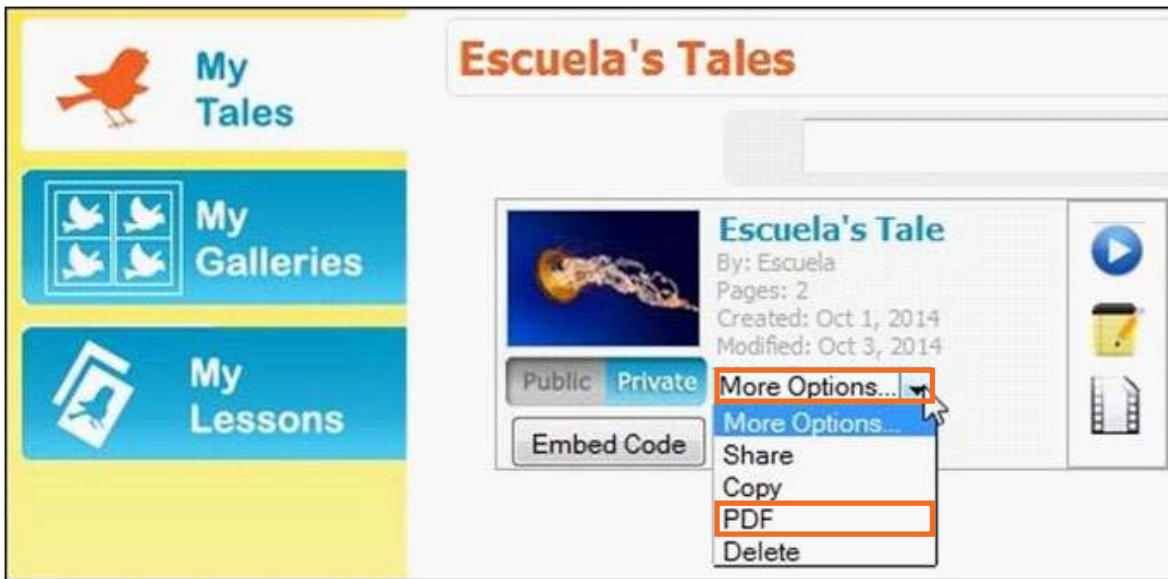 My
Tales
My
Galleries
My
Lessons
Escuela's Tales
Escuela's Tale
By: Escuela
Pages: 2
Created: Oct 1, 2014
Modified: Oct 3, 2014
Public Private
Embed Code
More Options...
More Options...
Share
Copy
PDF
Delete